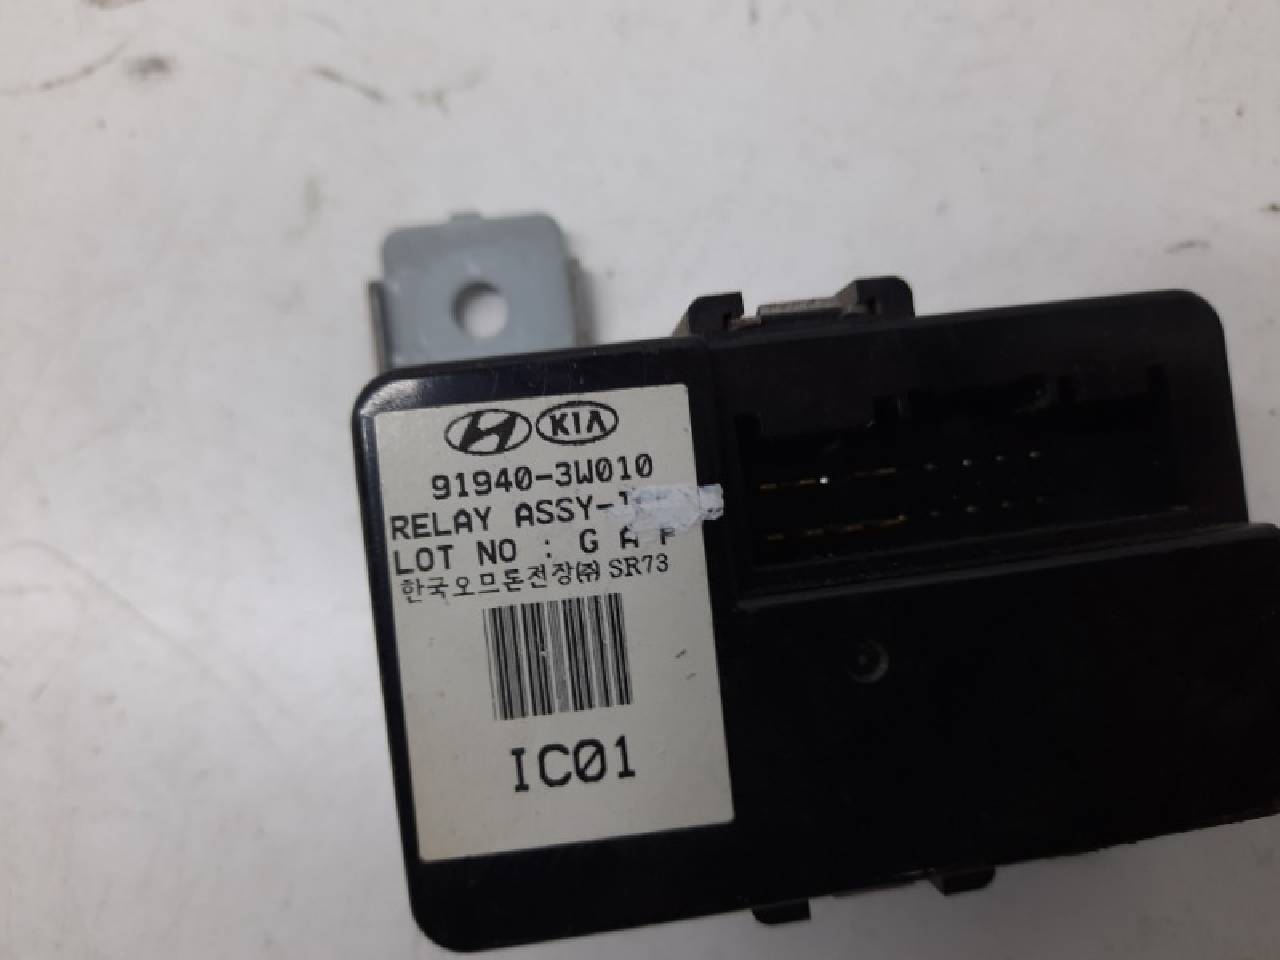 KIA
91940-3W010
RELAY ASSY-
LOT NO : G A
한국오므론전장㈜ SR73
IC01